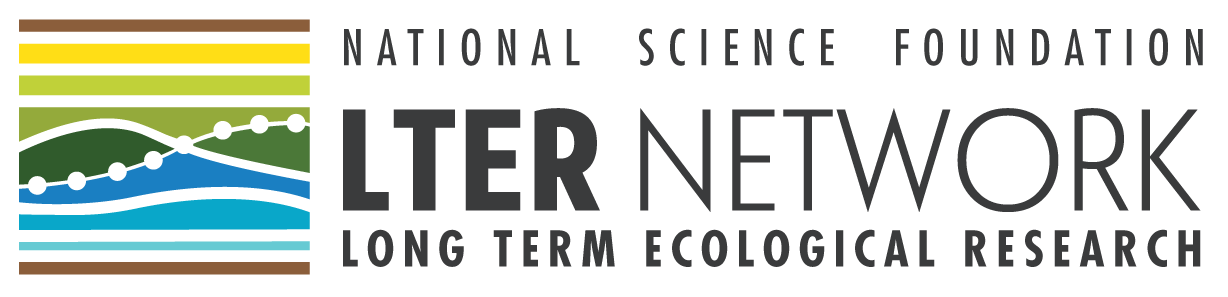 NATIONAL SCIENCE FOUNDATION
LTER NETWORK
LONG TERM ECOLOGICAL RESEARCH